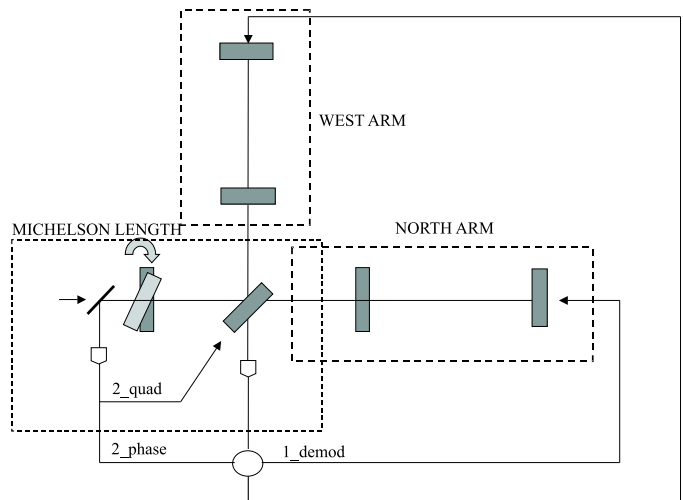 WEST ARM
MICHELSON LENGTH
NORTH ARM
2_quad
2_phase
1_demod